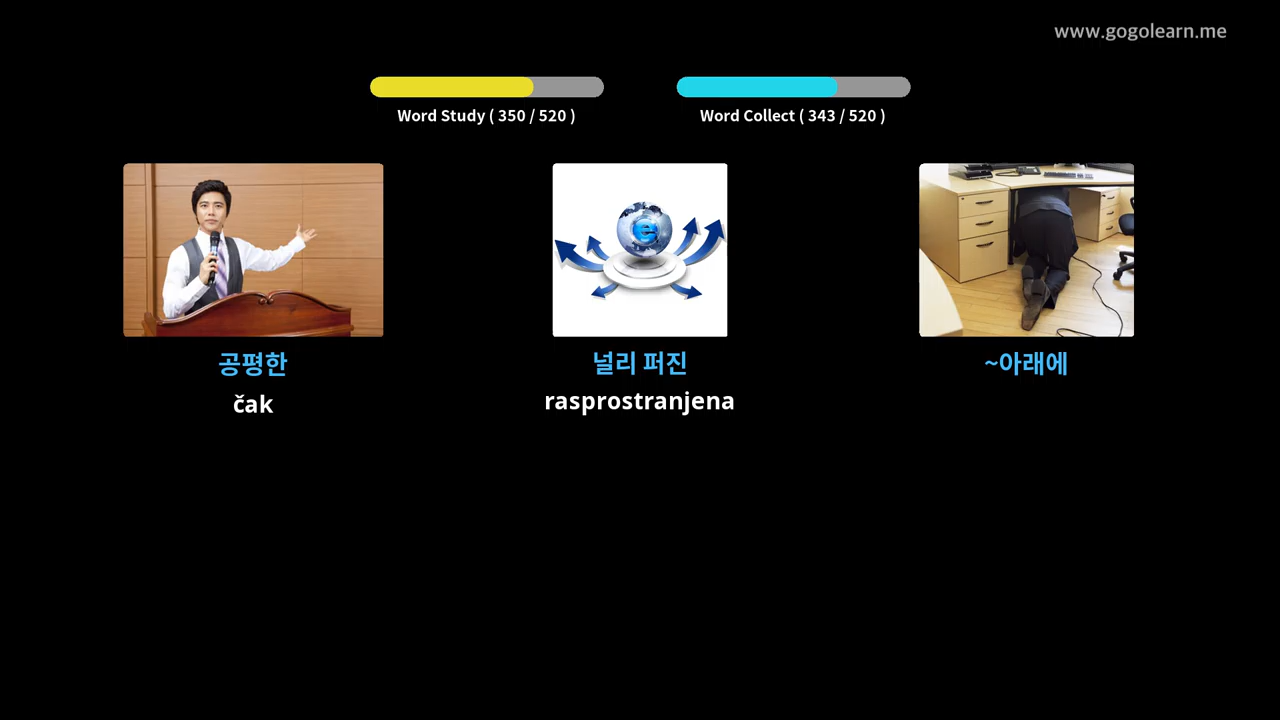 www.gogolearn.me
Word Study ( 350 / 520 )
Word Collect ( 343 / 520 )
e
공평한
널리 퍼진
~아래에
čak
rasprostranjena